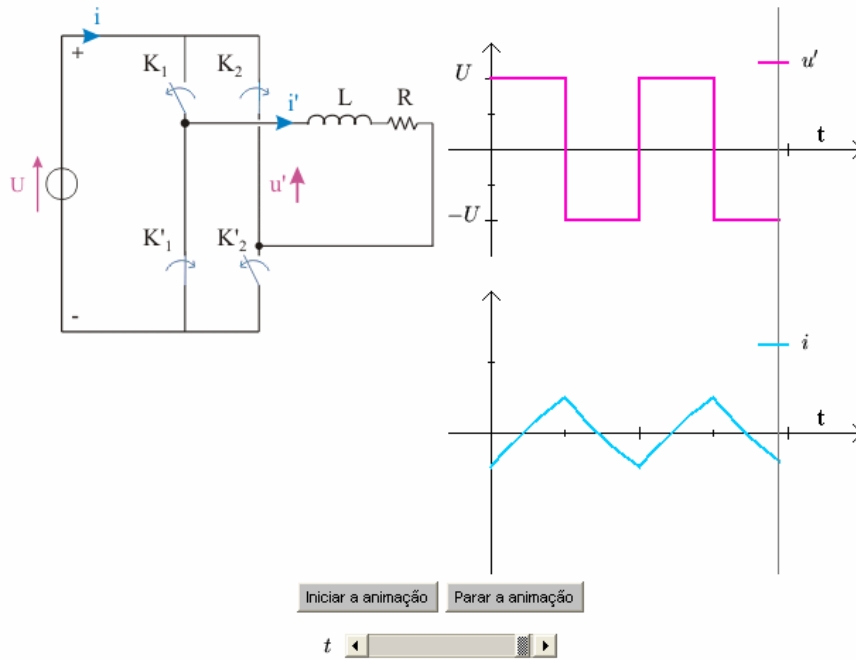 i
+
K1
K2
i'
L
R
U
u'
K'1
K'2
-
U
u'
t
−U
i
t
Iniciar a animação
Parar a animação
t